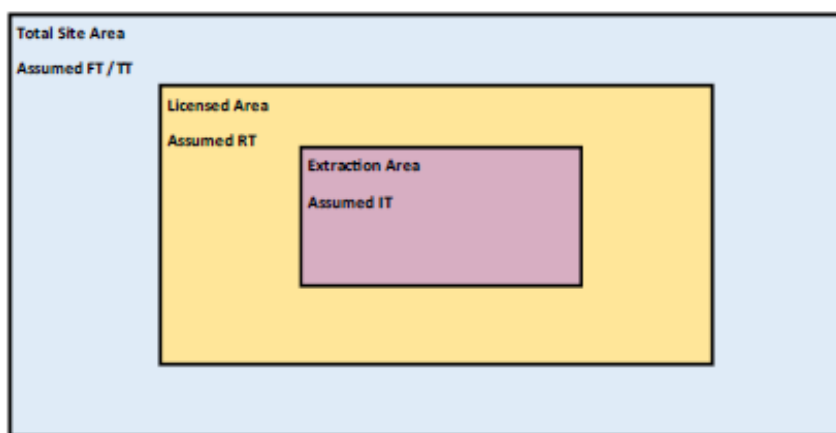 Total Site Area
Assumed FT / TT
Licensed Area
Assumed RT
Extraction Area
Assumed IT